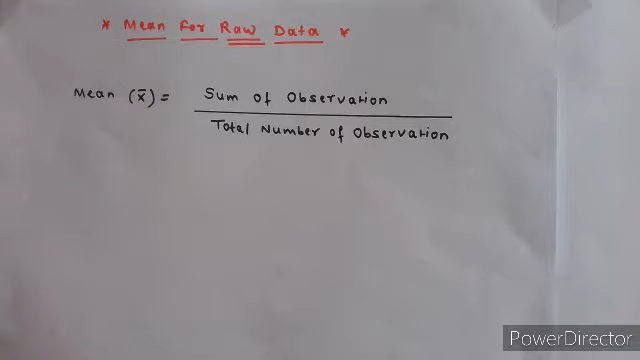 * Mean For Raw Data *
Mean (x̄) = Sum of Observation
Total Number of Observation
PowerDirector